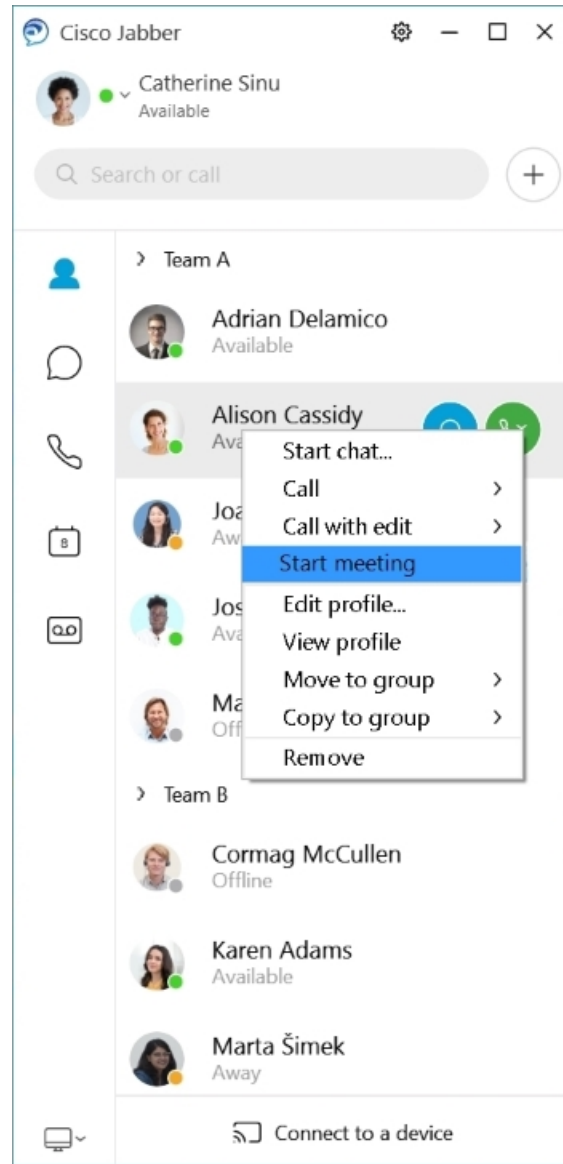 Cisco Jabber
Catherine Sinu
Available
Search or call
Team A
Adrian Delamico
Available
Alison Cassidy
Start chat...
Call
Call with edit
Start meeting
Edit profile...
View profile
Move to group
Copy to group
Remove
8
Team B
Cormag McCullen
Offline
Karen Adams
Available
Marta Šimek
Away
Connect to a device